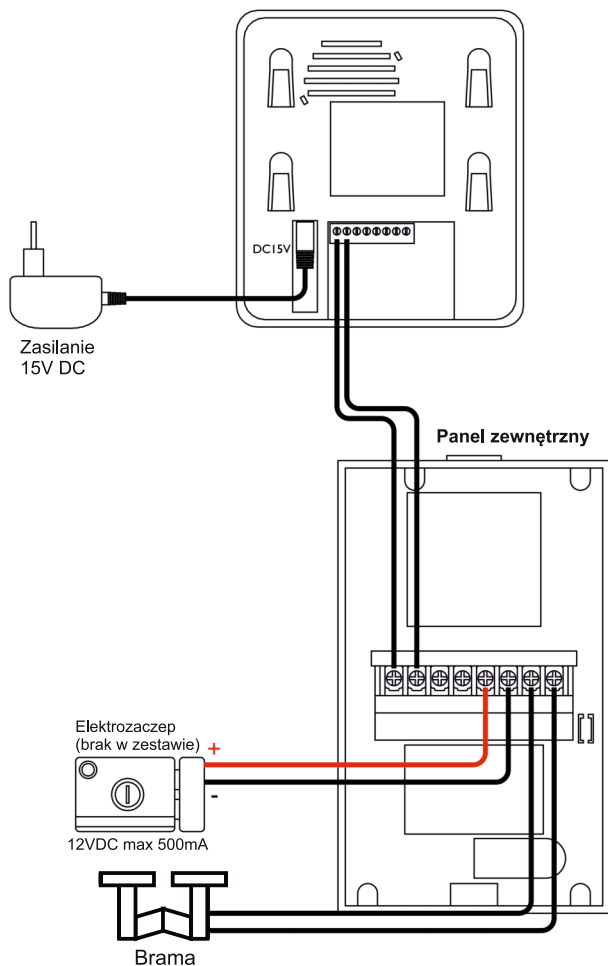 DC15V
Zasilanie
15V DC
Panel zewnętrzny
Elektrozaczep
(brak w zestawie)
+
-
12VDC max 500mA
Brama